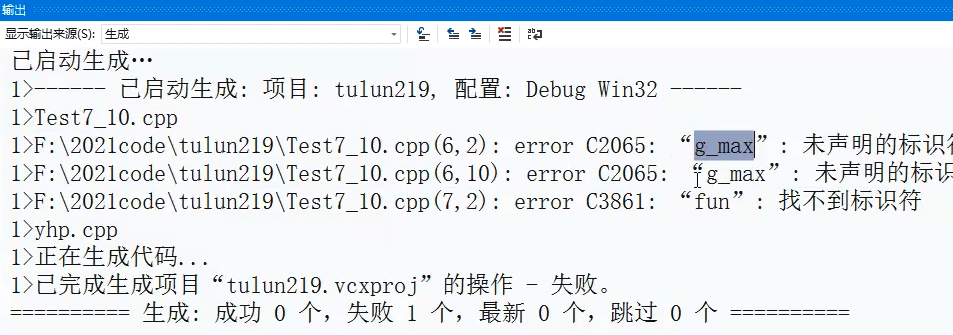 输出
显示输出来源(S): 生成
已启动生成…
1>------ 已启动生成: 项目: tulun219, 配置: Debug Win32 ------
1>Test7_10.cpp
1>F:\2021code\tulun219\Test7_10.cpp(6,2): error C2065: “g_max”: 未声明的标识符
1>F:\2021code\tulun219\Test7_10.cpp(6,10): error C2065: “g_max”: 未声明的标识
1>F:\2021code\tulun219\Test7_10.cpp(7,2): error C3861: “fun”: 找不到标识符
1>yhp.cpp
1>正在生成代码...
1>已完成生成项目“tulun219.vcxproj”的操作 - 失败。
========== 生成: 成功 0 个，失败 1 个，最新 0 个，跳过 0 个 ==========